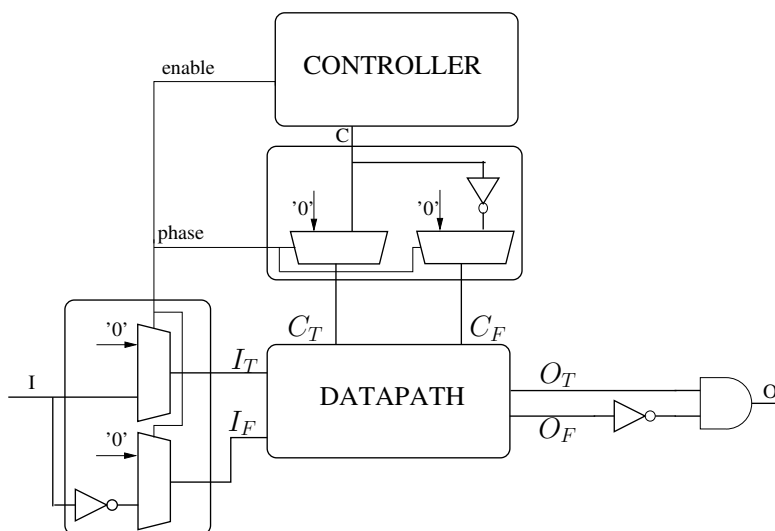 CONTROLLER
enable
C
'0'
'0'
phase
'0'
C_T
C_F
I
I_T
DATAPATH
O_T
O
I_F
O_F
'0'